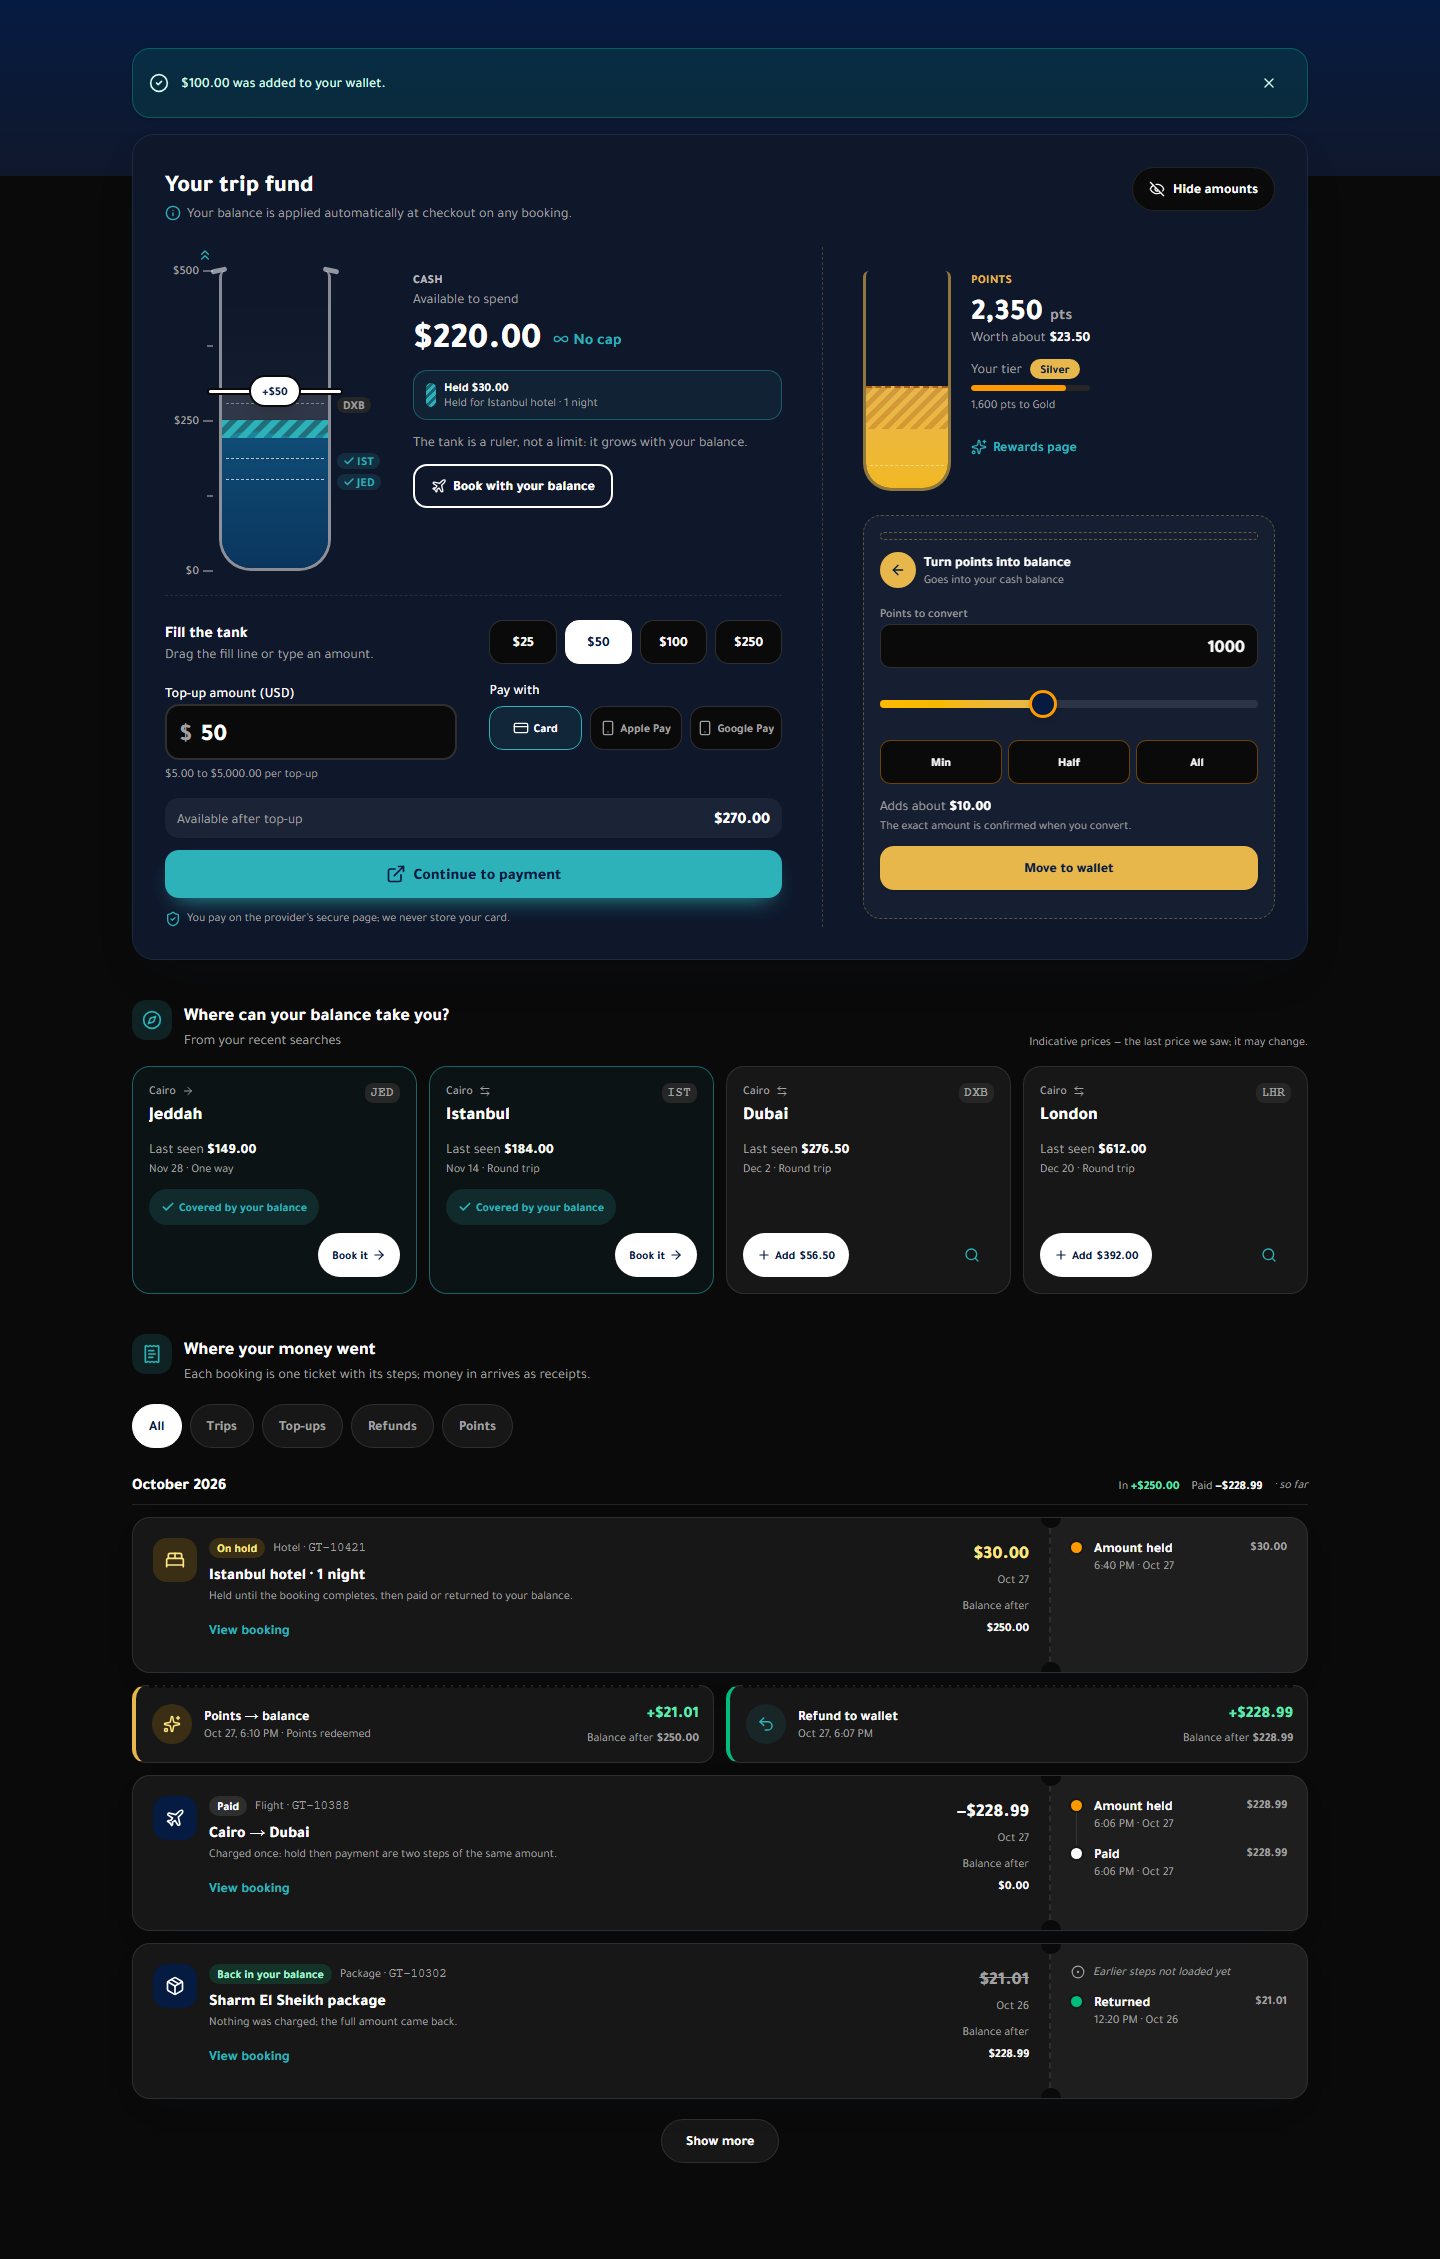 $100.00 was added to your wallet.
Your trip fund
Hide amounts
Your balance is applied automatically at checkout on any booking.
$500
+$50
DXB
$250
IST
JED
$0
CASH
Available to spend
$220.00
No cap
Held $30.00
Held for Istanbul hotel · 1 night
The tank is a ruler, not a limit: it grows with your balance.
Book with your balance
Fill the tank
Drag the fill line or type an amount.
$25
$50
$100
$250
Top-up amount (USD)
$ 50
$5.00 to $5,000.00 per top-up
Pay with
Card
Apple Pay
Google Pay
Available after top-up
$270.00
Continue to payment
You pay on the provider's secure page; we never store your card.
POINTS
2,350 pts
Worth about $23.50
Your tier Silver
1,600 pts to Gold
Rewards page
Turn points into balance
Goes into your cash balance
Points to convert
1000
Min
Half
All
Adds about $10.00
The exact amount is confirmed when you convert.
Move to wallet
Where can your balance take you?
From your recent searches
Indicative prices – the last price we saw; it may change.
Cairo →
JED
Jeddah
Last seen $149.00
Nov 28 · One way
Covered by your balance
Book it →
Cairo ⇆
IST
Istanbul
Last seen $184.00
Nov 14 · Round trip
Covered by your balance
Book it →
Cairo ⇆
DXB
Dubai
Last seen $276.50
Dec 2 · Round trip
+ Add $56.50
Cairo ⇆
LHR
London
Last seen $612.00
Dec 20 · Round trip
+ Add $392.00
Where your money went
Each booking is one ticket with its steps; money in arrives as receipts.
All
Trips
Top-ups
Refunds
Points
October 2026
In +$250.00 Paid −$228.99 · so far
On hold Hotel · GT-10421
Istanbul hotel · 1 night
Held until the booking completes, then paid or returned to your balance.
View booking
$30.00
Oct 27
Balance after
$250.00
Amount held $30.00
6:40 PM · Oct 27
Points → balance
Oct 27, 6:10 PM · Points redeemed
+$21.01
Balance after $250.00
Refund to wallet
Oct 27, 6:07 PM
+$228.99
Balance after $228.99
Paid Flight · GT-10388
Cairo → Dubai
Charged once: hold then payment are two steps of the same amount.
View booking
−$228.99
Oct 27
Balance after
$0.00
Amount held $228.99
6:06 PM · Oct 27
Paid $228.99
6:06 PM · Oct 27
Back in your balance Package · GT-10302
Sharm El Sheikh package
Nothing was charged; the full amount came back.
View booking
$21.01
Oct 26
Balance after
$228.99
Earlier steps not loaded yet
Returned $21.01
12:20 PM · Oct 26
Show more